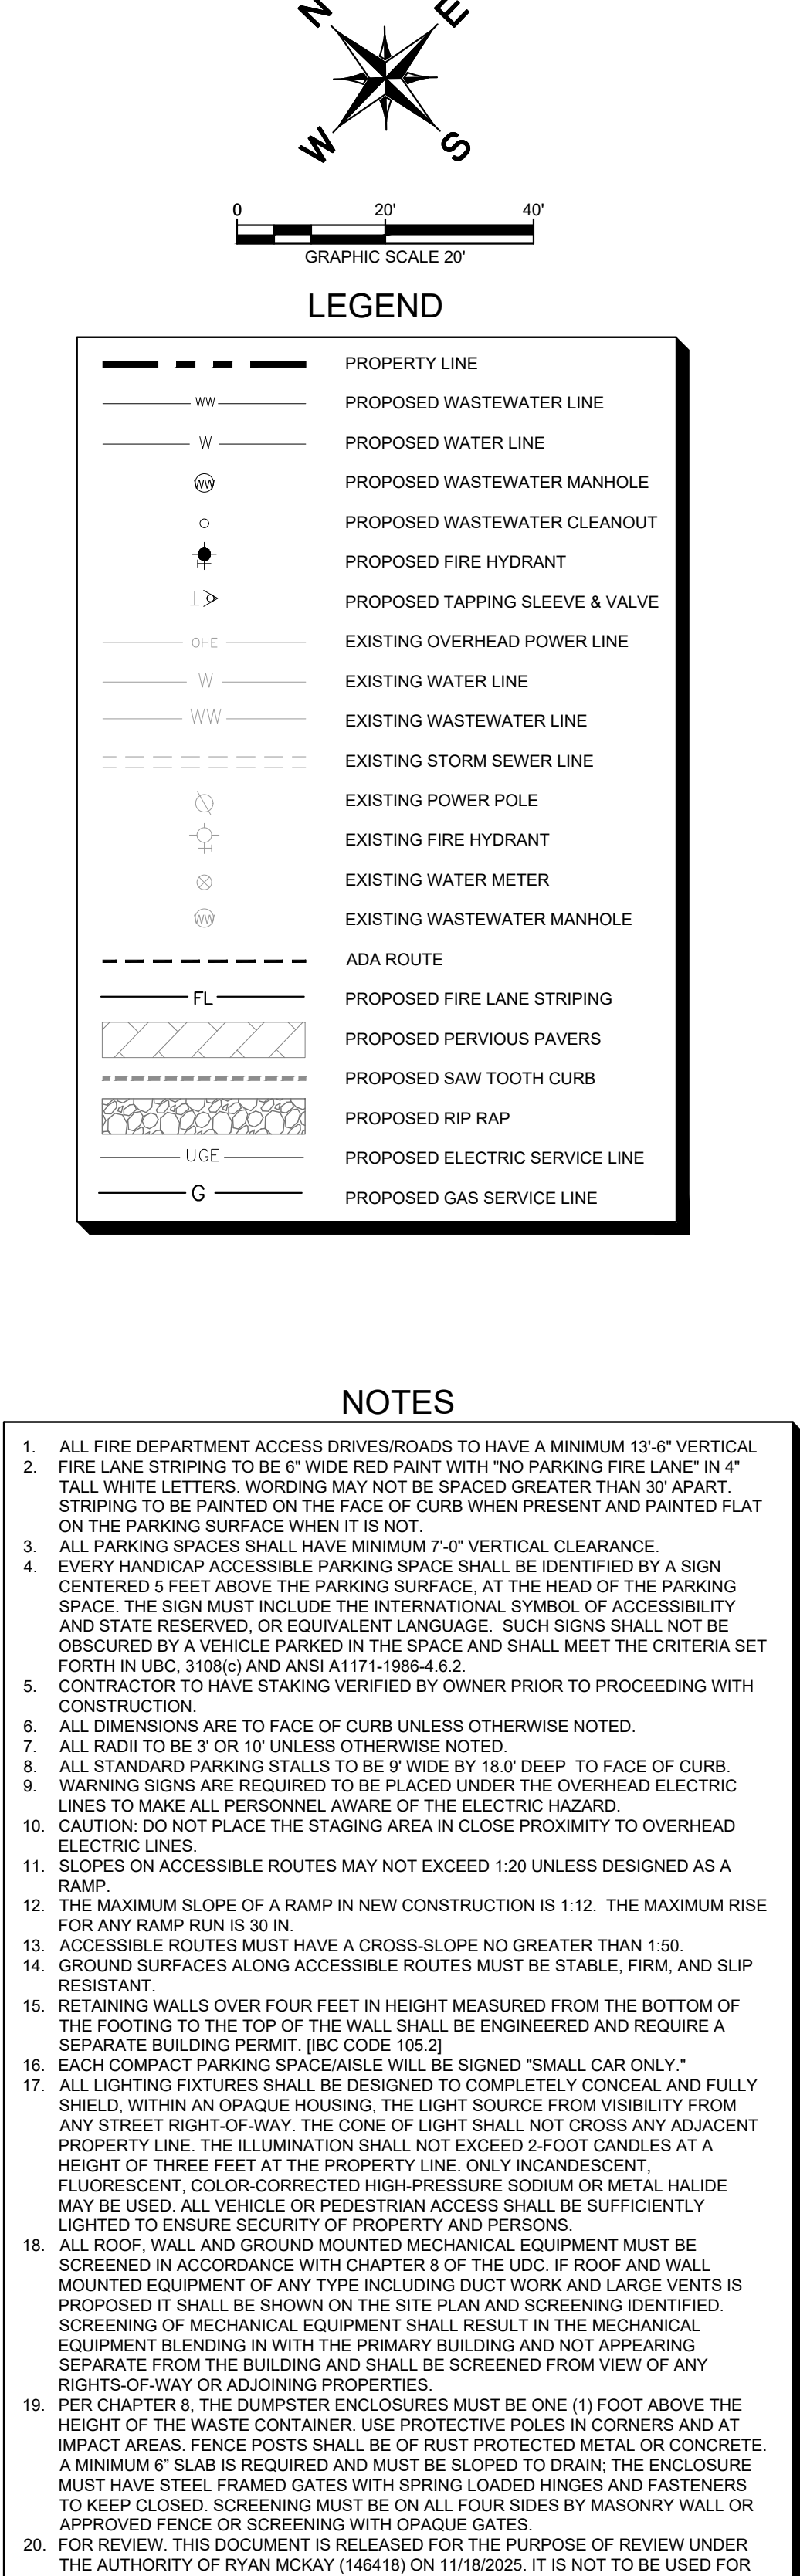 N E
W S
0 20' 40'
GRAPHIC SCALE 20'
LEGEND
PROPERTY LINE
WW PROPOSED WASTEWATER LINE
W PROPOSED WATER LINE
WW PROPOSED WASTEWATER MANHOLE
PROPOSED WASTEWATER CLEANOUT
PROPOSED FIRE HYDRANT
PROPOSED TAPPING SLEEVE & VALVE
OHE EXISTING OVERHEAD POWER LINE
W EXISTING WATER LINE
WW EXISTING WASTEWATER LINE
EXISTING STORM SEWER LINE
EXISTING POWER POLE
EXISTING FIRE HYDRANT
EXISTING WATER METER
WW EXISTING WASTEWATER MANHOLE
ADA ROUTE
FL PROPOSED FIRE LANE STRIPING
PROPOSED PERVIOUS PAVERS
PROPOSED SAW TOOTH CURB
PROPOSED RIP RAP
UGE PROPOSED ELECTRIC SERVICE LINE
G PROPOSED GAS SERVICE LINE
NOTES
1. ALL FIRE DEPARTMENT ACCESS DRIVES/ROADS TO HAVE A MINIMUM 13'-6" VERTICAL
2. FIRE LANE STRIPING TO BE 6" WIDE RED PAINT WITH "NO PARKING FIRE LANE" IN 4"
TALL WHITE LETTERS. WORDING MAY NOT BE SPACED GREATER THAN 30' APART.
STRIPING TO BE PAINTED ON THE FACE OF CURB WHEN PRESENT AND PAINTED FLAT
ON THE PARKING SURFACE WHEN IT IS NOT.
3. ALL PARKING SPACES SHALL HAVE MINIMUM 7'-0" VERTICAL CLEARANCE.
4. EVERY HANDICAP ACCESSIBLE PARKING SPACE SHALL BE IDENTIFIED BY A SIGN
CENTERED 5 FEET ABOVE THE PARKING SURFACE, AT THE HEAD OF THE PARKING
SPACE. THE SIGN MUST INCLUDE THE INTERNATIONAL SYMBOL OF ACCESSIBILITY
AND STATE RESERVED, OR EQUIVALENT LANGUAGE. SUCH SIGNS SHALL NOT BE
OBSCURED BY A VEHICLE PARKED IN THE SPACE AND SHALL MEET THE CRITERIA SET
FORTH IN UBC, 3108(c) AND ANSI A1171-1986-4.6.2.
5. CONTRACTOR TO HAVE STAKING VERIFIED BY OWNER PRIOR TO PROCEEDING WITH
CONSTRUCTION.
6. ALL DIMENSIONS ARE TO FACE OF CURB UNLESS OTHERWISE NOTED.
7. ALL RADII TO BE 3' OR 10' UNLESS OTHERWISE NOTED.
8. ALL STANDARD PARKING STALLS TO BE 9' WIDE BY 18.0' DEEP TO FACE OF CURB.
9. WARNING SIGNS ARE REQUIRED TO BE PLACED UNDER THE OVERHEAD ELECTRIC
LINES TO MAKE ALL PERSONNEL AWARE OF THE ELECTRIC HAZARD.
10. CAUTION: DO NOT PLACE THE STAGING AREA IN CLOSE PROXIMITY TO OVERHEAD
ELECTRIC LINES.
11. SLOPES ON ACCESSIBLE ROUTES MAY NOT EXCEED 1:20 UNLESS DESIGNED AS A
RAMP.
12. THE MAXIMUM SLOPE OF A RAMP IN NEW CONSTRUCTION IS 1:12. THE MAXIMUM RISE
FOR ANY RAMP RUN IS 30 IN.
13. ACCESSIBLE ROUTES MUST HAVE A CROSS-SLOPE NO GREATER THAN 1:50.
14. GROUND SURFACES ALONG ACCESSIBLE ROUTES MUST BE STABLE, FIRM, AND SLIP
RESISTANT.
15. RETAINING WALLS OVER FOUR FEET IN HEIGHT MEASURED FROM THE BOTTOM OF
THE FOOTING TO THE TOP OF THE WALL SHALL BE ENGINEERED AND REQUIRE A
SEPARATE BUILDING PERMIT. [IBC CODE 105.2]
16. EACH COMPACT PARKING SPACE/AISLE WILL BE SIGNED "SMALL CAR ONLY."
17. ALL LIGHTING FIXTURES SHALL BE DESIGNED TO COMPLETELY CONCEAL AND FULLY
SHIELD, WITHIN AN OPAQUE HOUSING, THE LIGHT SOURCE FROM VISIBILITY FROM
ANY STREET RIGHT-OF-WAY. THE CONE OF LIGHT SHALL NOT CROSS ANY ADJACENT
PROPERTY LINE. THE ILLUMINATION SHALL NOT EXCEED 2-FOOT CANDLES AT A
HEIGHT OF THREE FEET AT THE PROPERTY LINE. ONLY INCANDESCENT,
FLUORESCENT, COLOR-CORRECTED HIGH-PRESSURE SODIUM OR METAL HALIDE
MAY BE USED. ALL VEHICLE OR PEDESTRIAN ACCESS SHALL BE SUFFICIENTLY
LIGHTED TO ENSURE SECURITY OF PROPERTY AND PERSONS.
18. ALL ROOF, WALL AND GROUND MOUNTED MECHANICAL EQUIPMENT MUST BE
SCREENED IN ACCORDANCE WITH CHAPTER 8 OF THE UDC. IF ROOF AND WALL
MOUNTED EQUIPMENT OF ANY TYPE INCLUDING DUCT WORK AND LARGE VENTS IS
PROPOSED IT SHALL BE SHOWN ON THE SITE PLAN AND SCREENING IDENTIFIED.
SCREENING OF MECHANICAL EQUIPMENT SHALL RESULT IN THE MECHANICAL
EQUIPMENT BLENDING IN WITH THE PRIMARY BUILDING AND NOT APPEARING
SEPARATE FROM THE BUILDING AND SHALL BE SCREENED FROM VIEW OF ANY
RIGHTS-OF-WAY OR ADJOINING PROPERTIES.
19. PER CHAPTER 8, THE DUMPSTER ENCLOSURES MUST BE ONE (1) FOOT ABOVE THE
HEIGHT OF THE WASTE CONTAINER. USE PROTECTIVE POLES IN CORNERS AND AT
IMPACT AREAS. FENCE POSTS SHALL BE OF RUST PROTECTED METAL OR CONCRETE.
A MINIMUM 6” SLAB IS REQUIRED AND MUST BE SLOPED TO DRAIN; THE ENCLOSURE
MUST HAVE STEEL FRAMED GATES WITH SPRING LOADED HINGES AND FASTENERS
TO KEEP CLOSED. SCREENING MUST BE ON ALL FOUR SIDES BY MASONRY WALL OR
APPROVED FENCE OR SCREENING WITH OPAQUE GATES.
20. FOR REVIEW. THIS DOCUMENT IS RELEASED FOR THE PURPOSE OF REVIEW UNDER
THE AUTHORITY OF RYAN MCKAY (146418) ON 11/18/2025. IT IS NOT TO BE USED FOR